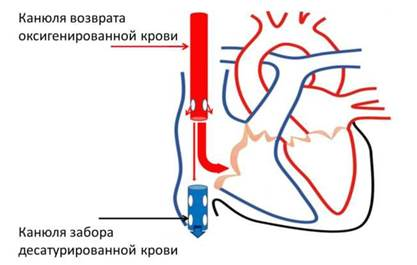 Канюля возврата
оксигенированной крови
Канюля забора
десатурированной крови